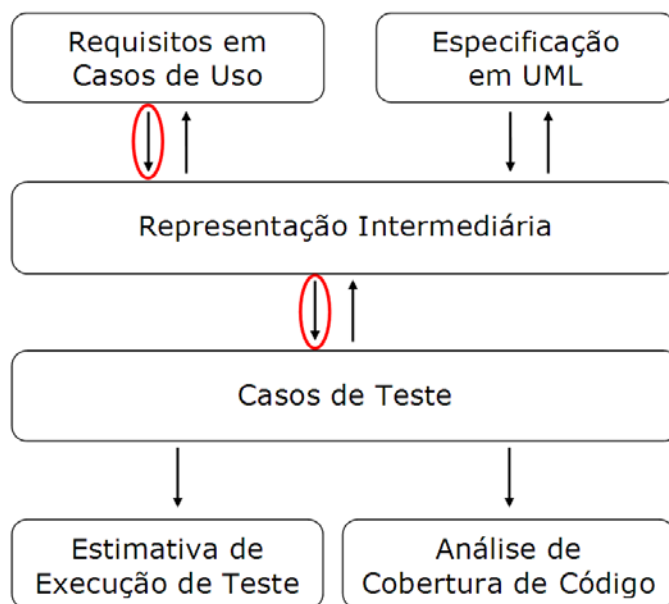 Requisitos em
Casos de Uso
Especificação
em UML
Representação Intermediária
Casos de Teste
Estimativa de
Execução de Teste
Análise de
Cobertura de Código